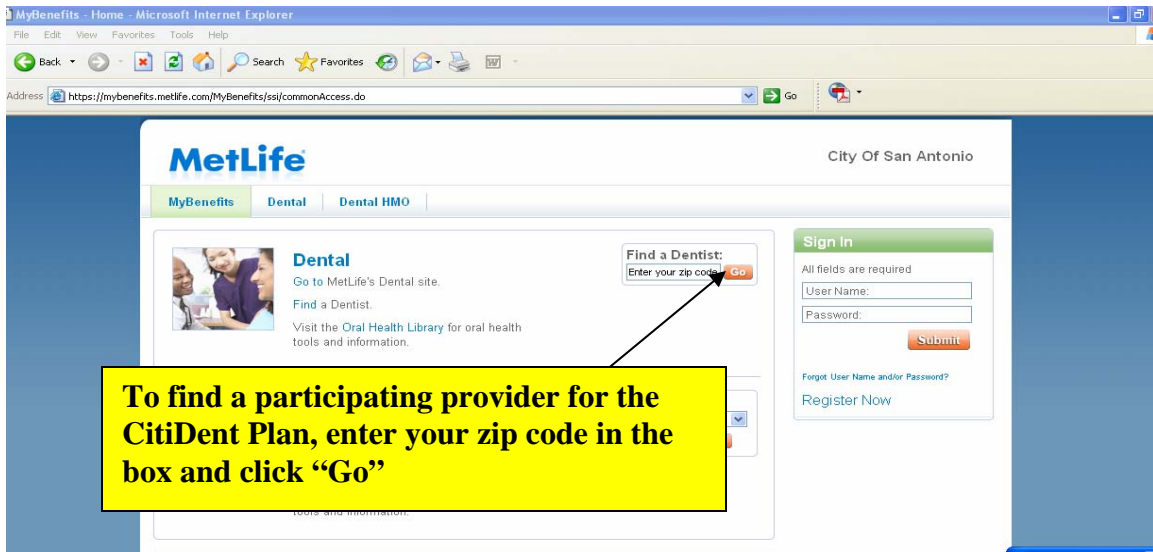 MyBenefits - Home - Microsoft Internet Explorer
File Edit View Favorites Tools Help
Back Search Favorites
Address https://mybenefits.metlife.com/MyBenefits/ssi/commonAccess.do Go
MetLife
City Of San Antonio
MyBenefits Dental Dental HMO
Dental
Go to MetLife's Dental site.
Find a Dentist.
Visit the Oral Health Library for oral health
tools and information.
Find a Dentist:
Enter your zip code Go
Sign In
All fields are required
User Name:
Password:
Submit
Forgot User Name and/or Password?
Register Now
To find a participating provider for the
CitiDent Plan, enter your zip code in the
box and click “Go”
tools and information.